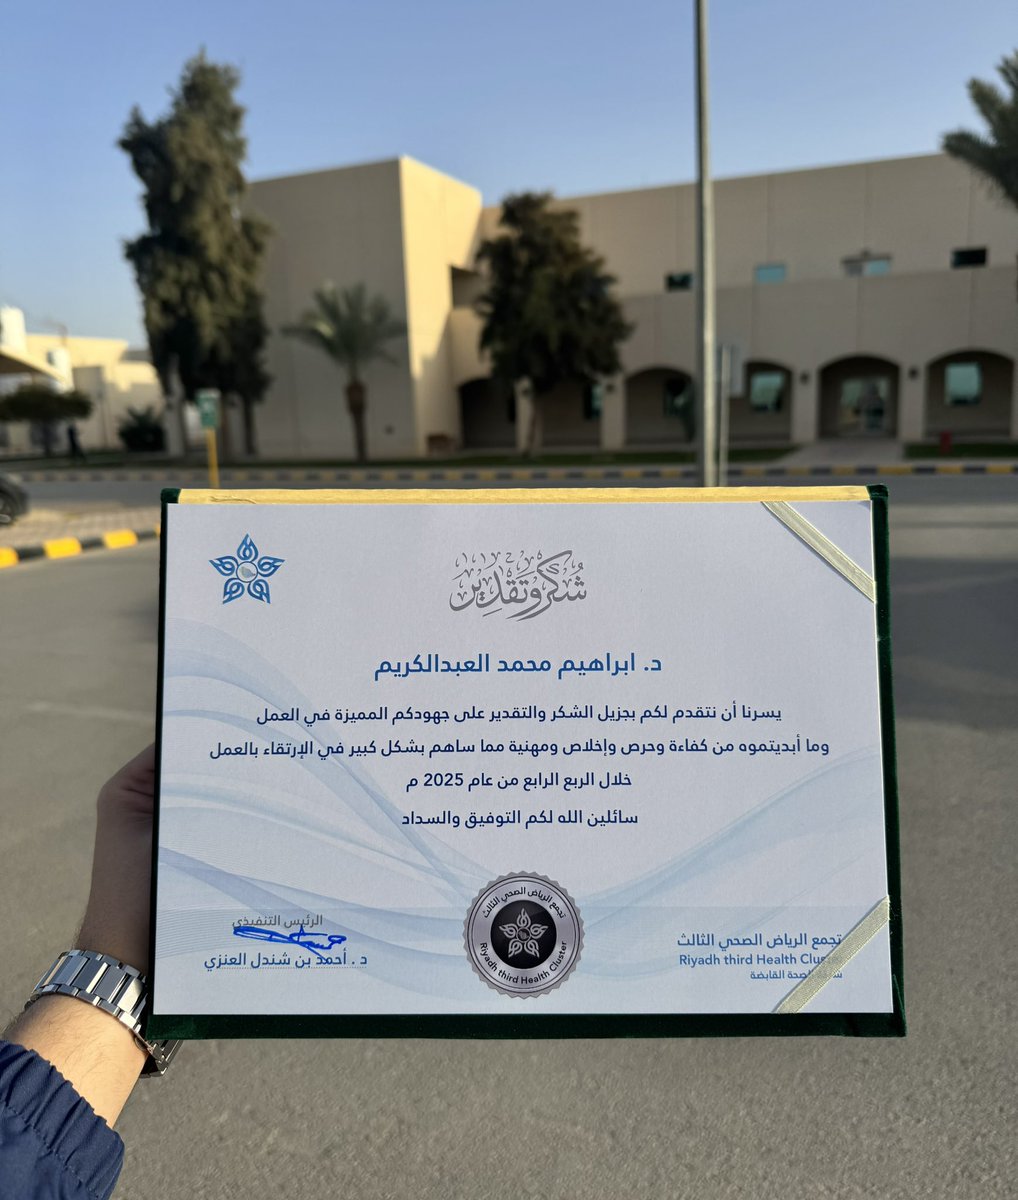 شكر وتقدير
د. ابراهيم محمد العبدالكريم
يسرنا أن نتقدم لكم بجزيل الشكر والتقدير على جهودكم المميزة في العمل
وما أبديتموه من كفاءة وحرص وإخلاص ومهنية مما ساهم بشكل كبير في الإرتقاء بالعمل
خلال الربع الرابع من عام 2025 م
سائلين الله لكم التوفيق والسداد
تجمع الرياض الصحي الثالث
Riyadh third Health Cluster
الصحة القابضة
تجمع الرياض الصحي الثالث
Riyadh third Health Cluster
الرئيس التنفيذي
د . أحمد بن شندل العنزي